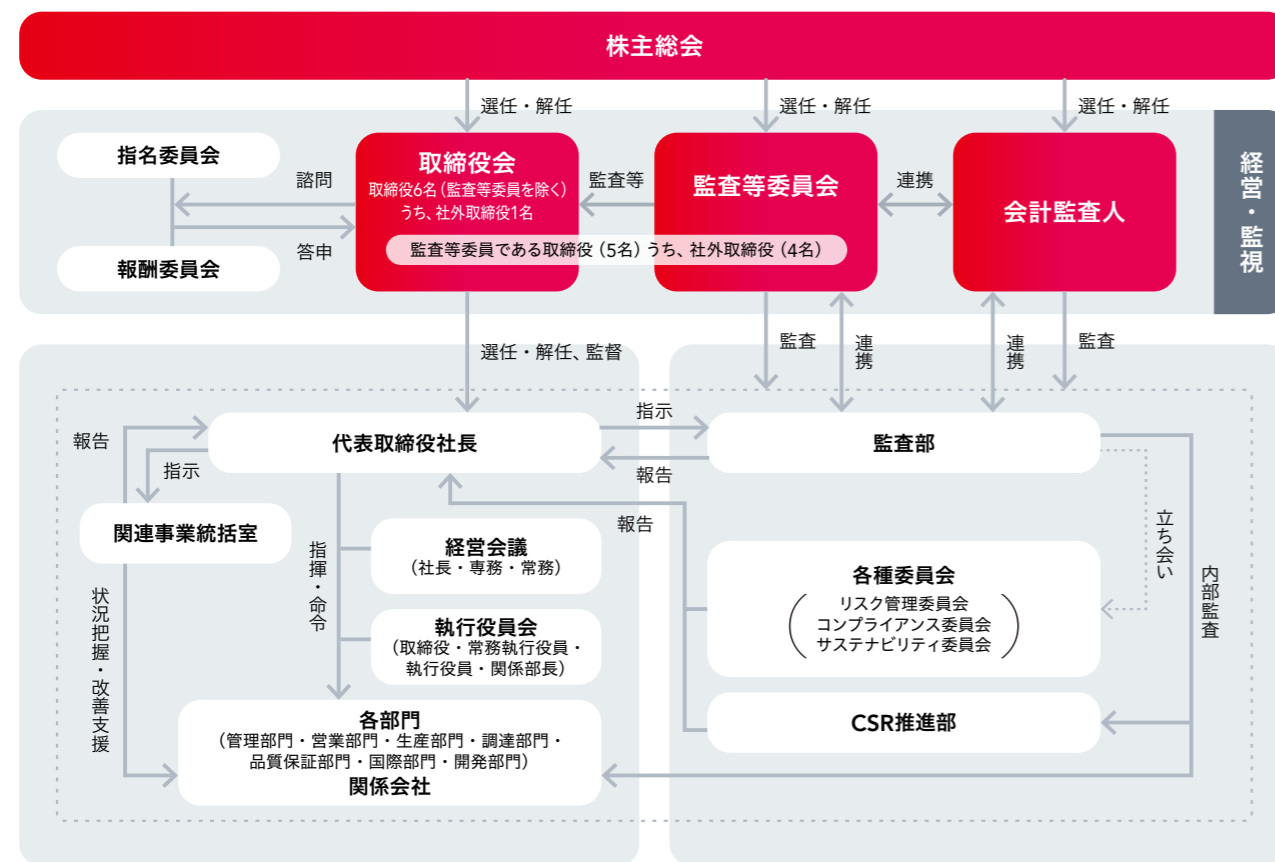 株主総会
選任・解任
選任・解任
選任・解任
指名委員会
報酬委員会
諮問
答申
取締役会
取締役6名(監査等委員を除く)
うち、社外取締役1名
監査等
監査等委員会
連携
会計監査人
監査等委員である取締役(5名)うち、社外取締役(4名)
経営・監視
選任・解任、監督
監査
連携
連携
監査
報告
代表取締役社長
指示
報告
監査部
指示
関連事業統括室
報告
指揮・命令
経営会議
(社長・専務・常務)
執行役員会
(取締役・常務執行役員・
執行役員・関係部長)
各種委員会
リスク管理委員会
コンプライアンス委員会
サステナビリティ委員会
立ち会い
内部監査
状況把握・改善支援
各部門
(管理部門・営業部門・生産部門・調達部門・
品質保証部門・国際部門・開発部門)
関係会社
CSR推進部